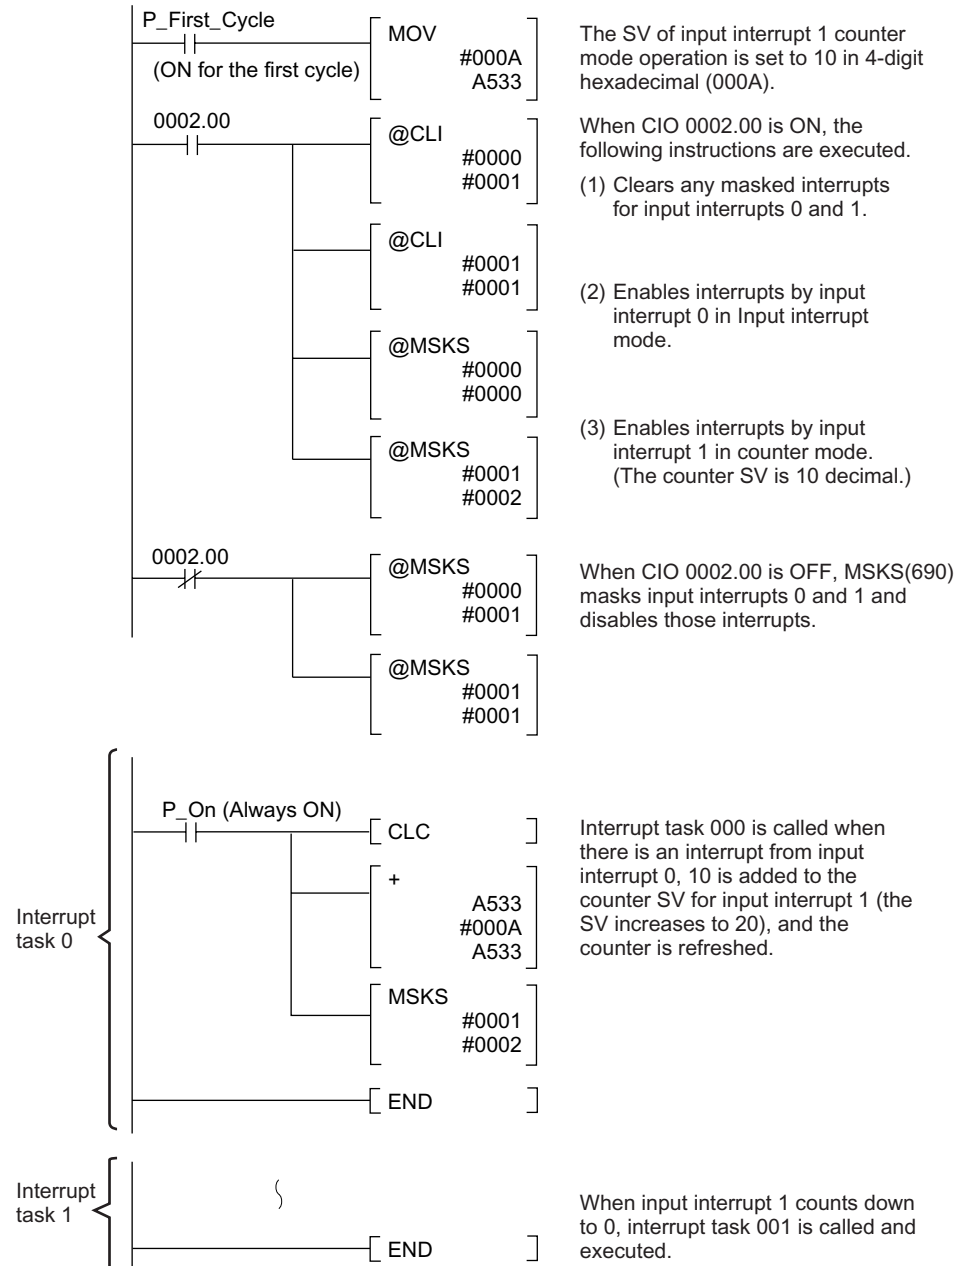 P_First_Cycle
(ON for the first cycle)
MOV
#000A
A533
The SV of input interrupt 1 counter
mode operation is set to 10 in 4-digit
hexadecimal (000A).
0002.00
@CLI
#0000
#0001
When CIO 0002.00 is ON, the
following instructions are executed.
(1) Clears any masked interrupts
for input interrupts 0 and 1.
@CLI
#0001
#0001
(2) Enables interrupts by input
interrupt 0 in Input interrupt
mode.
@MSKS
#0000
#0000
(3) Enables interrupts by input
interrupt 1 in counter mode.
(The counter SV is 10 decimal.)
@MSKS
#0001
#0002
0002.00
@MSKS
#0000
#0001
When CIO 0002.00 is OFF, MSKS(690)
masks input interrupts 0 and 1 and
disables those interrupts.
@MSKS
#0001
#0001
Interrupt
task 0
P_On (Always ON)
CLC
+
A533
#000A
A533
Interrupt task 000 is called when
there is an interrupt from input
interrupt 0, 10 is added to the
counter SV for input interrupt 1 (the
SV increases to 20), and the
counter is refreshed.
MSKS
#0001
#0002
END
Interrupt
task 1
When input interrupt 1 counts down
to 0, interrupt task 001 is called and
executed.
END